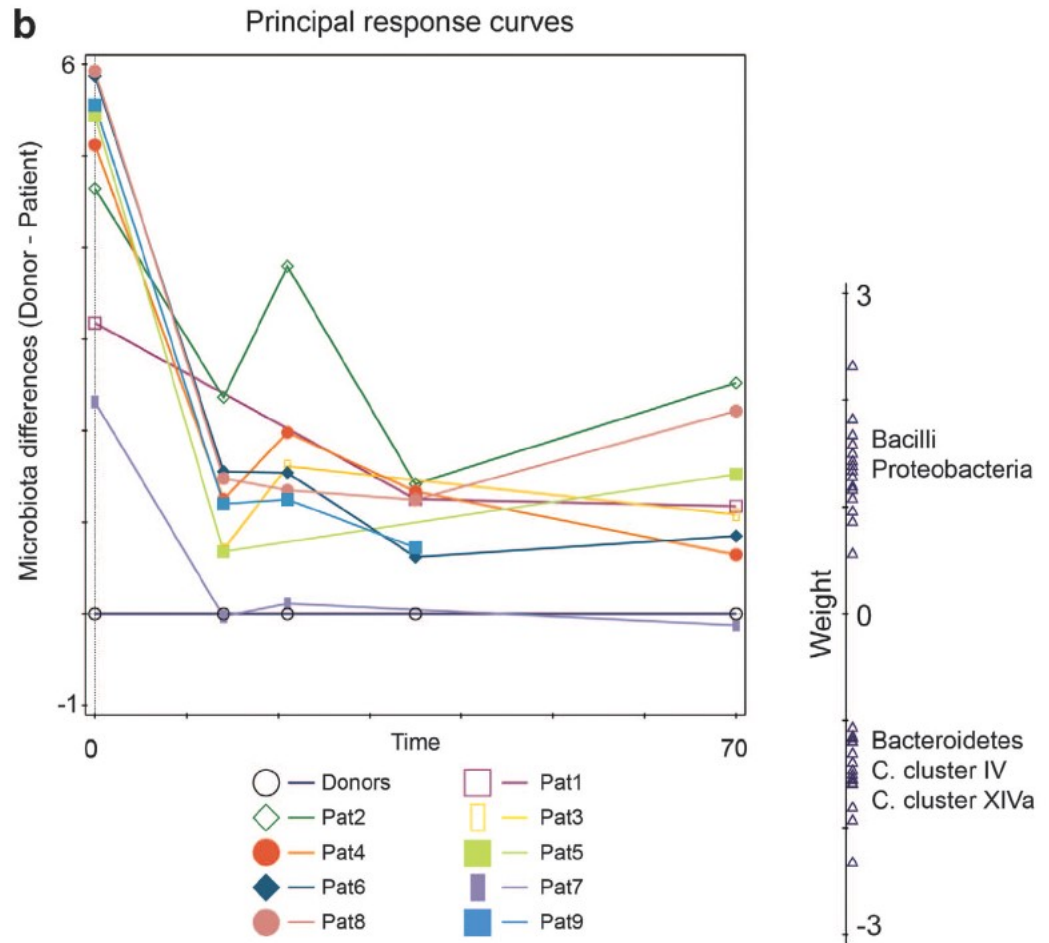 b
Principal response curves
Microbiota differences (Donor - Patient)
6
-1
0
Time
70
Donors
Pat1
Pat2
Pat3
Pat4
Pat5
Pat6
Pat7
Pat8
Pat9
Weight
3
Bacilli
Proteobacteria
0
Bacteroidetes
C. cluster IV
C. cluster XIVa
-3